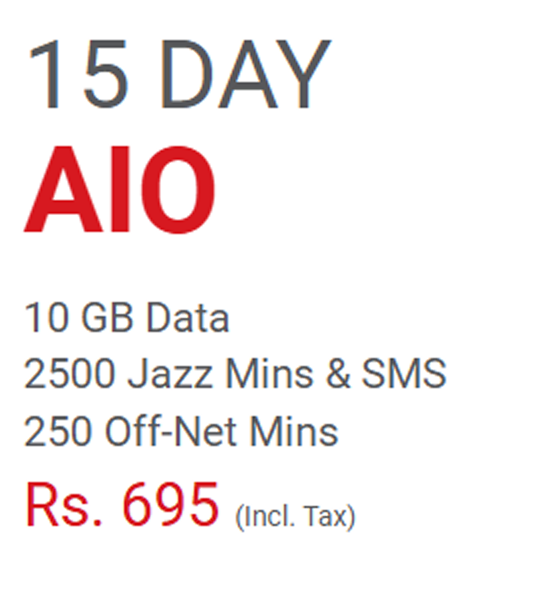 15 DAY
AIO
10 GB Data
2500 Jazz Mins & SMS
250 Off-Net Mins
Rs. 695 (Incl. Tax)